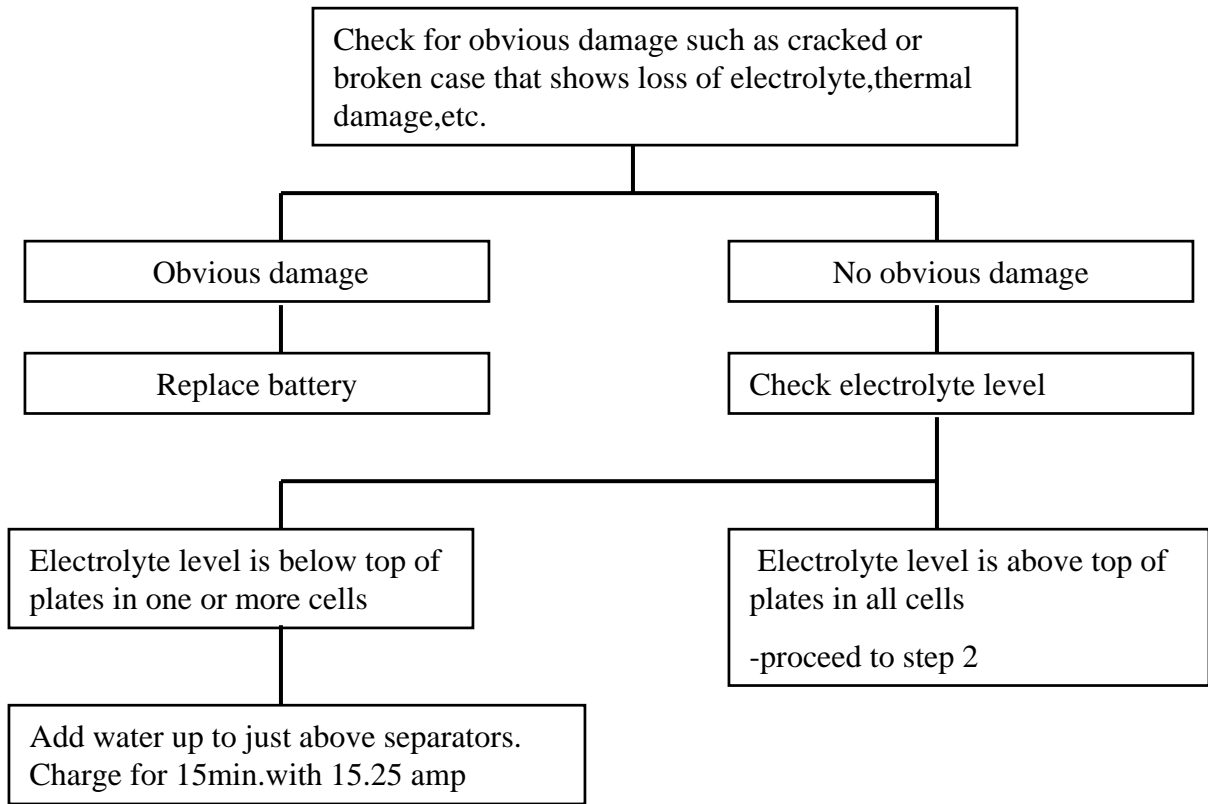 Check for obvious damage such as cracked or
broken case that shows loss of electrolyte,thermal
damage,etc.
Obvious damage
No obvious damage
Replace battery
Check electrolyte level
Electrolyte level is below top of
plates in one or more cells
Electrolyte level is above top of
plates in all cells
-proceed to step 2
Add water up to just above separators.
Charge for 15min.with 15.25 amp